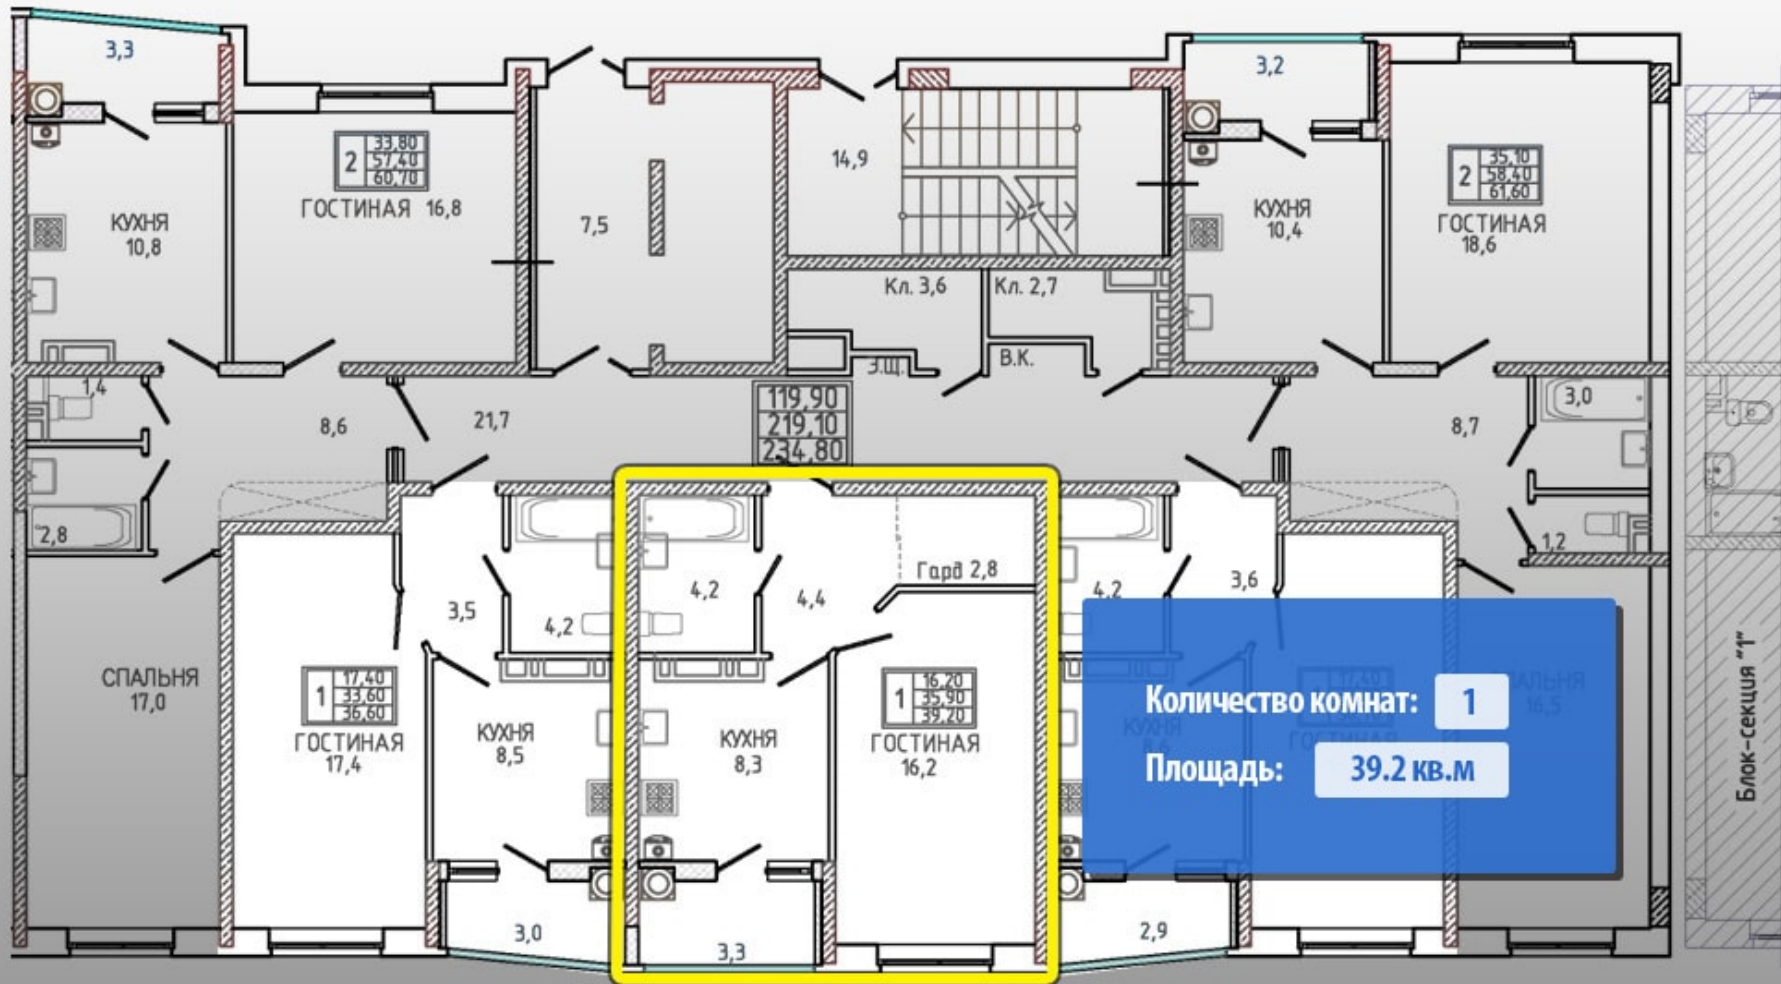 3,3
3,2
2
33,80
57,40
60,70
ГОСТИНАЯ 16,8
14,9
2
35,10
58,40
61,60
КУХНЯ
10,8
7,5
КУХНЯ
10,4
ГОСТИНАЯ
18,6
Кл. 3,6
Кл. 2,7
Э.Щ.
В.К.
1,4
8,6
21,7
119,90
219,10
234,80
8,7
3,0
2,8
1,2
3,5
4,2
4,2
4,4
Гард 2,8
4,2
3,6
СПАЛЬНЯ
17,0
1
17,40
33,60
36,60
ГОСТИНАЯ
17,4
КУХНЯ
8,5
КУХНЯ
8,3
1
16,20
35,90
39,20
ГОСТИНАЯ
16,2
Количество комнат: 1
Площадь: 39.2 кв.м
КУХНЯ
8,6
16,5
Блок-секция "1"
3,0
3,3
2,9